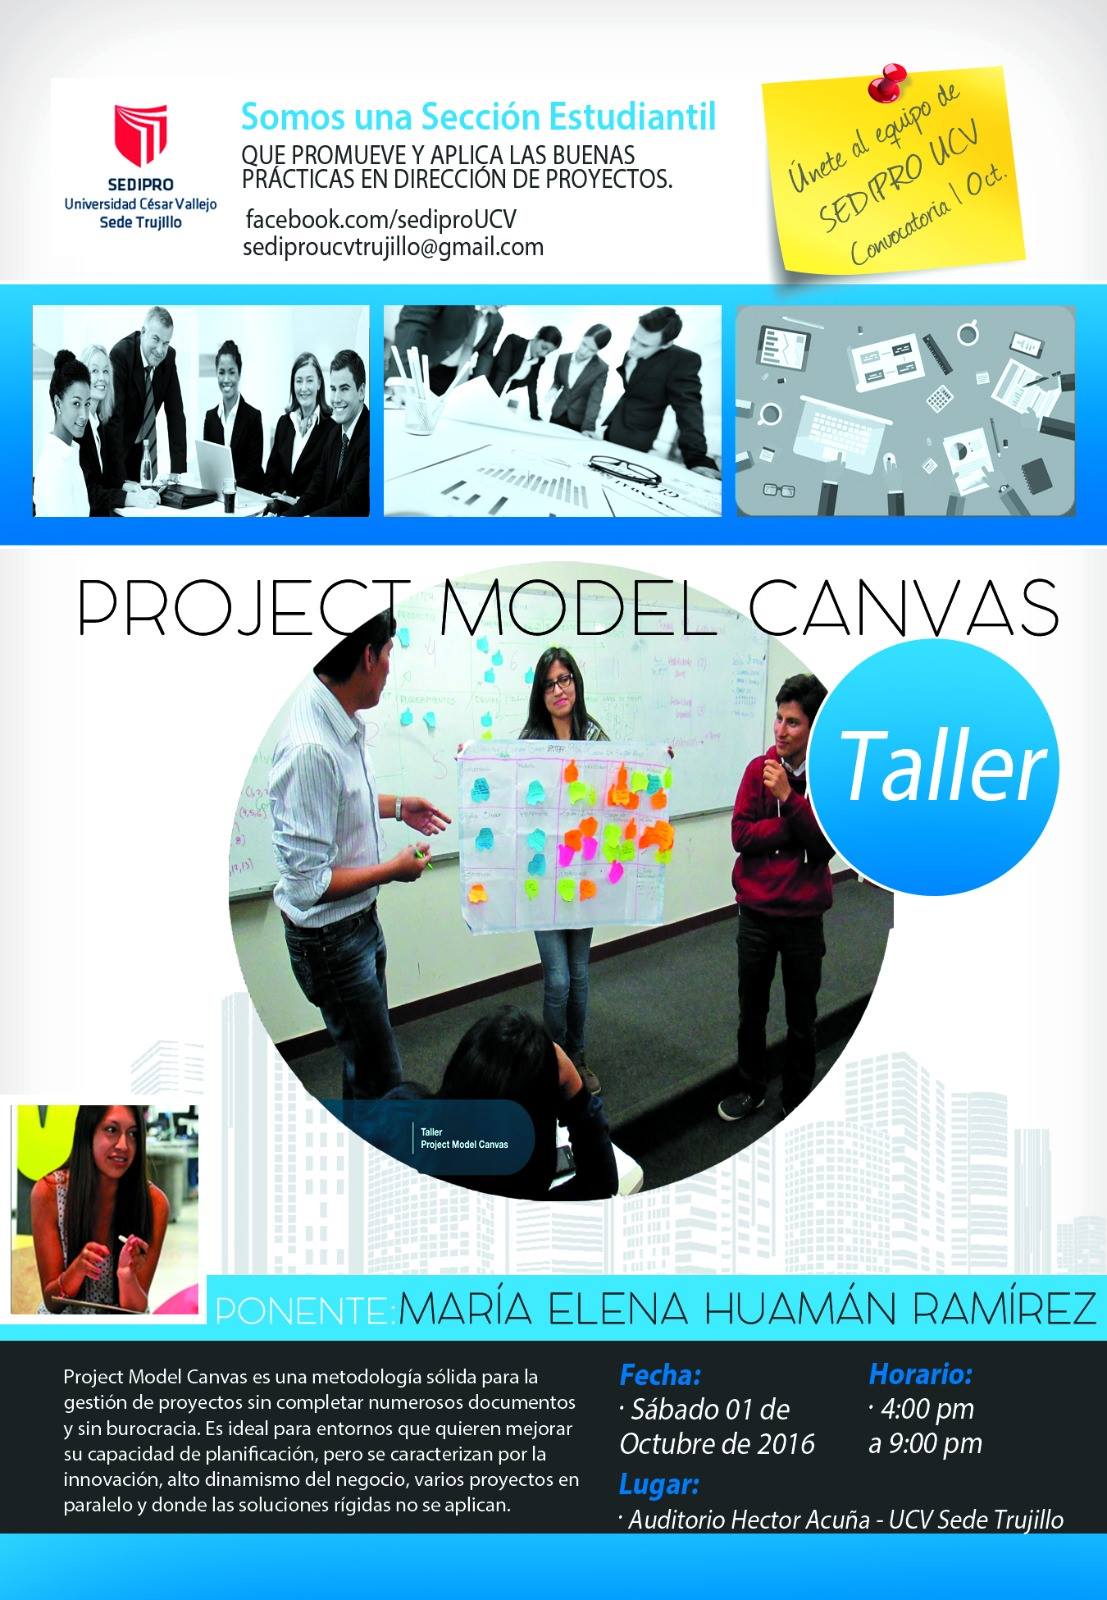 SEDIPRO
Universidad César Vallejo
Sede Trujillo
Somos una Sección Estudiantil
QUE PROMUEVE Y APLICA LAS BUENAS
PRÁCTICAS EN DIRECCIÓN DE PROYECTOS.
facebook.com/sediproUCV
sediproucvtrujillo@gmail.com
Únete al equipo de
SEDIPRO UCV
Convocatoria | Oct.
PROJECT MODEL CANVAS
Taller
Taller
Project Model Canvas
PONENTE: MARÍA ELENA HUAMÁN RAMÍREZ
Project Model Canvas es una metodología sólida para la
gestión de proyectos sin completar numerosos documentos
y sin burocracia. Es ideal para entornos que quieren mejorar
su capacidad de planificación, pero se caracterizan por la
innovación, alto dinamismo del negocio, varios proyectos en
paralelo y donde las soluciones rígidas no se aplican.
Fecha:
· Sábado 01 de
Octubre de 2016
Horario:
· 4:00 pm
a 9:00 pm
Lugar:
· Auditorio Hector Acuña - UCV Sede Trujillo